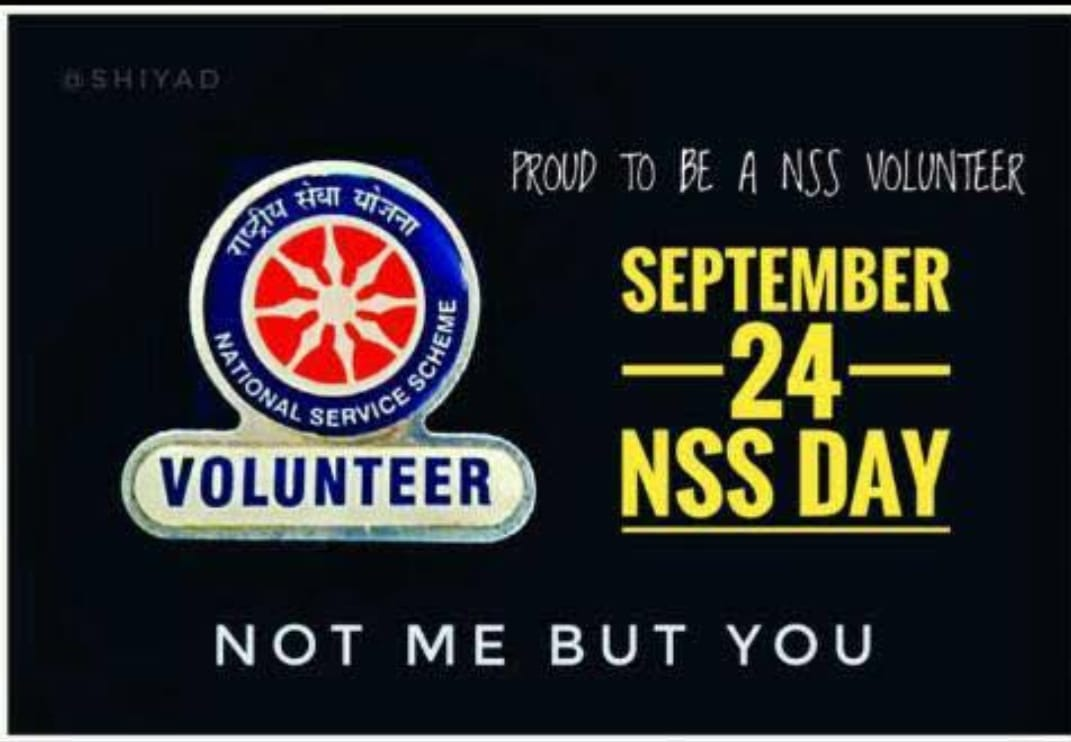 @SHIYAD
PROUD TO BE A NSS VOLUNTEER
राष्ट्रीय सेवा योजना
NATIONAL SERVICE SCHEME
VOLUNTEER
SEPTEMBER
24
NSS DAY
NOT ME BUT YOU